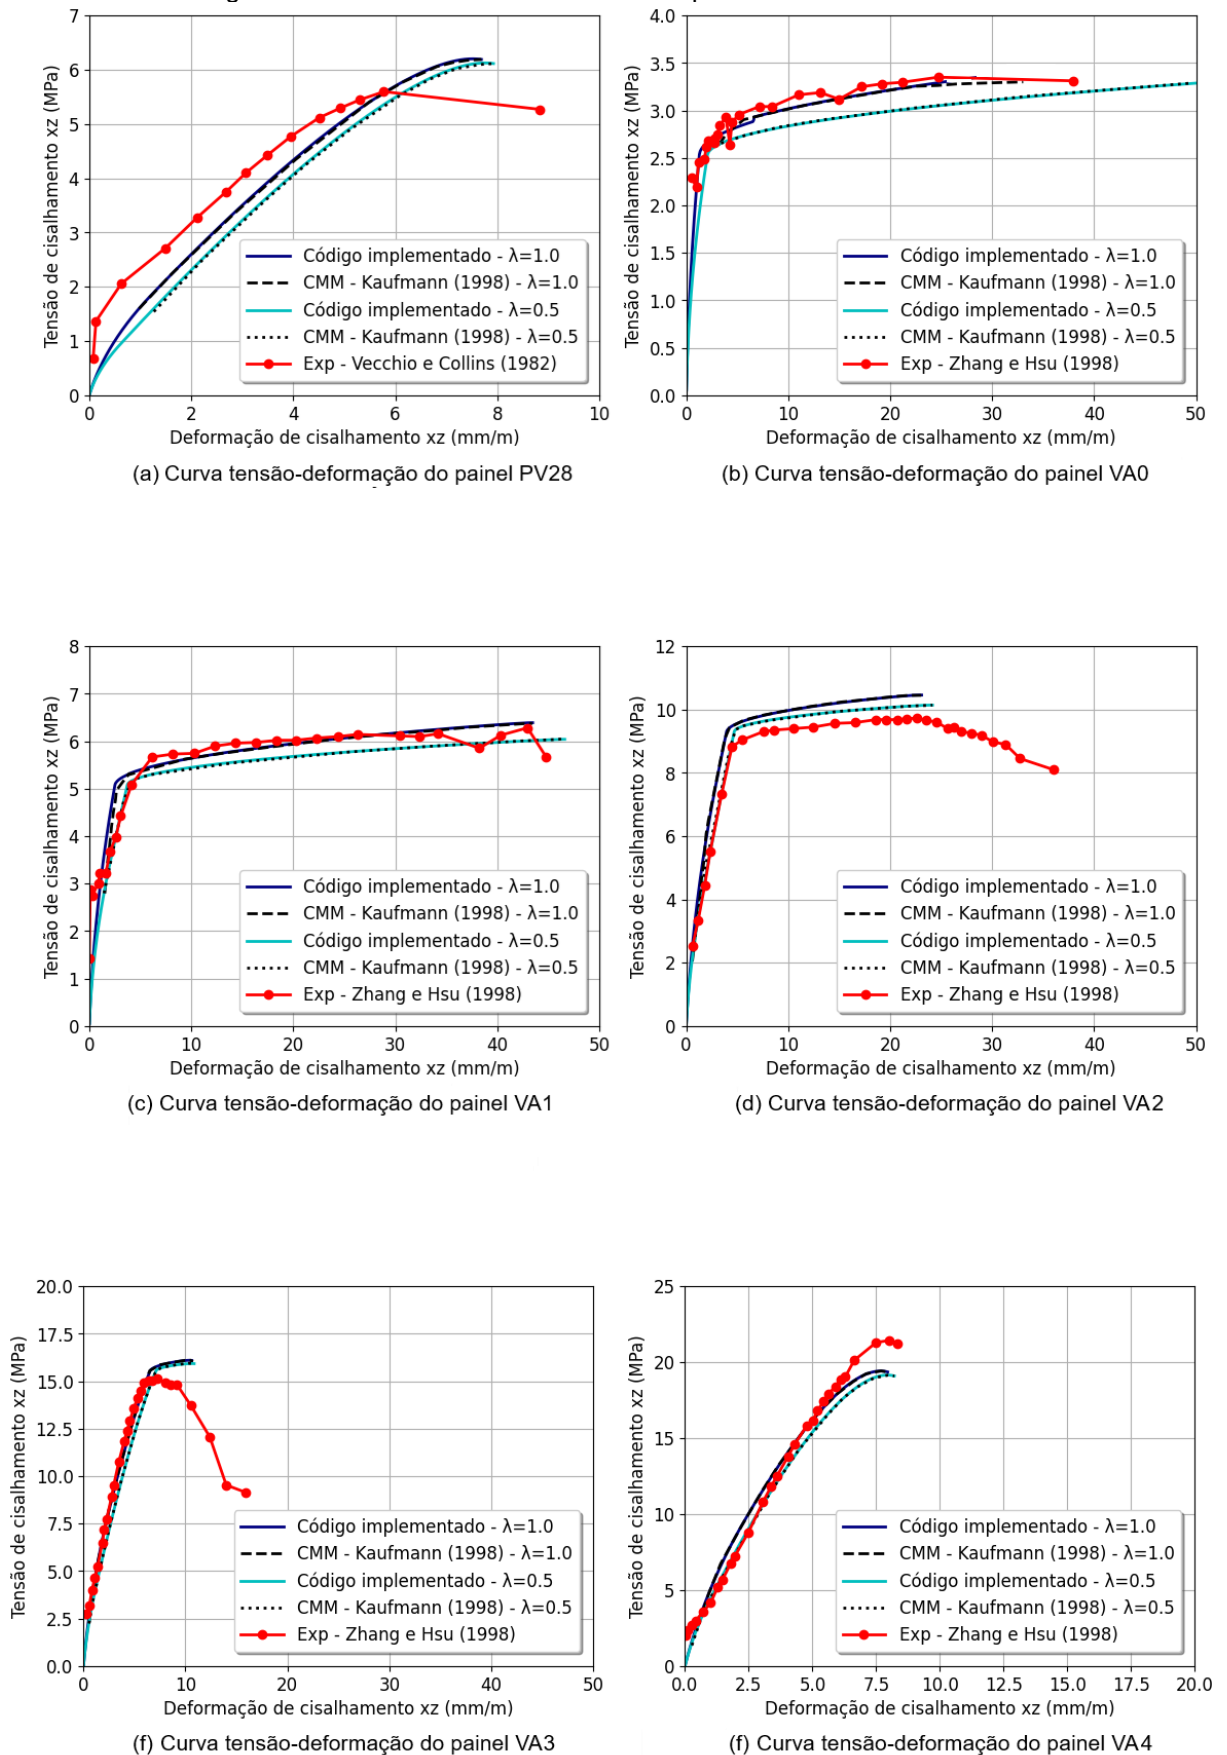 Tensão de cisalhamento xz (MPa)
7
6
5
4
3
2
1
0
0 2 4 6 8 10
Código implementado - λ=1.0
CMM - Kaufmann (1998) - λ=1.0
Código implementado - λ=0.5
CMM - Kaufmann (1998) - λ=0.5
Exp - Vecchio e Collins (1982)
Deformação de cisalhamento xz (mm/m)
(a) Curva tensão-deformação do painel PV28
Tensão de cisalhamento xz (MPa)
4.0
3.5
3.0
2.5
2.0
1.5
1.0
0.5
0.0
0 10 20 30 40 50
Código implementado - λ=1.0
CMM - Kaufmann (1998) - λ=1.0
Código implementado - λ=0.5
CMM - Kaufmann (1998) - λ=0.5
Exp - Zhang e Hsu (1998)
Deformação de cisalhamento xz (mm/m)
(b) Curva tensão-deformação do painel VA0
Tensão de cisalhamento xz (MPa)
8
7
6
5
4
3
2
1
0
0 10 20 30 40 50
Código implementado - λ=1.0
CMM - Kaufmann (1998) - λ=1.0
Código implementado - λ=0.5
CMM - Kaufmann (1998) - λ=0.5
Exp - Zhang e Hsu (1998)
Deformação de cisalhamento xz (mm/m)
(c) Curva tensão-deformação do painel VA1
Tensão de cisalhamento xz (MPa)
12
10
8
6
4
2
0
0 10 20 30 40 50
Código implementado - λ=1.0
CMM - Kaufmann (1998) - λ=1.0
Código implementado - λ=0.5
CMM - Kaufmann (1998) - λ=0.5
Exp - Zhang e Hsu (1998)
Deformação de cisalhamento xz (mm/m)
(d) Curva tensão-deformação do painel VA2
Tensão de cisalhamento xz (MPa)
20.0
17.5
15.0
12.5
10.0
7.5
5.0
2.5
0.0
0 10 20 30 40 50
Código implementado - λ=1.0
CMM - Kaufmann (1998) - λ=1.0
Código implementado - λ=0.5
CMM - Kaufmann (1998) - λ=0.5
Exp - Zhang e Hsu (1998)
Deformação de cisalhamento xz (mm/m)
(f) Curva tensão-deformação do painel VA3
Tensão de cisalhamento xz (MPa)
25
20
15
10
5
0
0.0 2.5 5.0 7.5 10.0 12.5 15.0 17.5 20.0
Código implementado - λ=1.0
CMM - Kaufmann (1998) - λ=1.0
Código implementado - λ=0.5
CMM - Kaufmann (1998) - λ=0.5
Exp - Zhang e Hsu (1998)
Deformação de cisalhamento xz (mm/m)
(f) Curva tensão-deformação do painel VA4